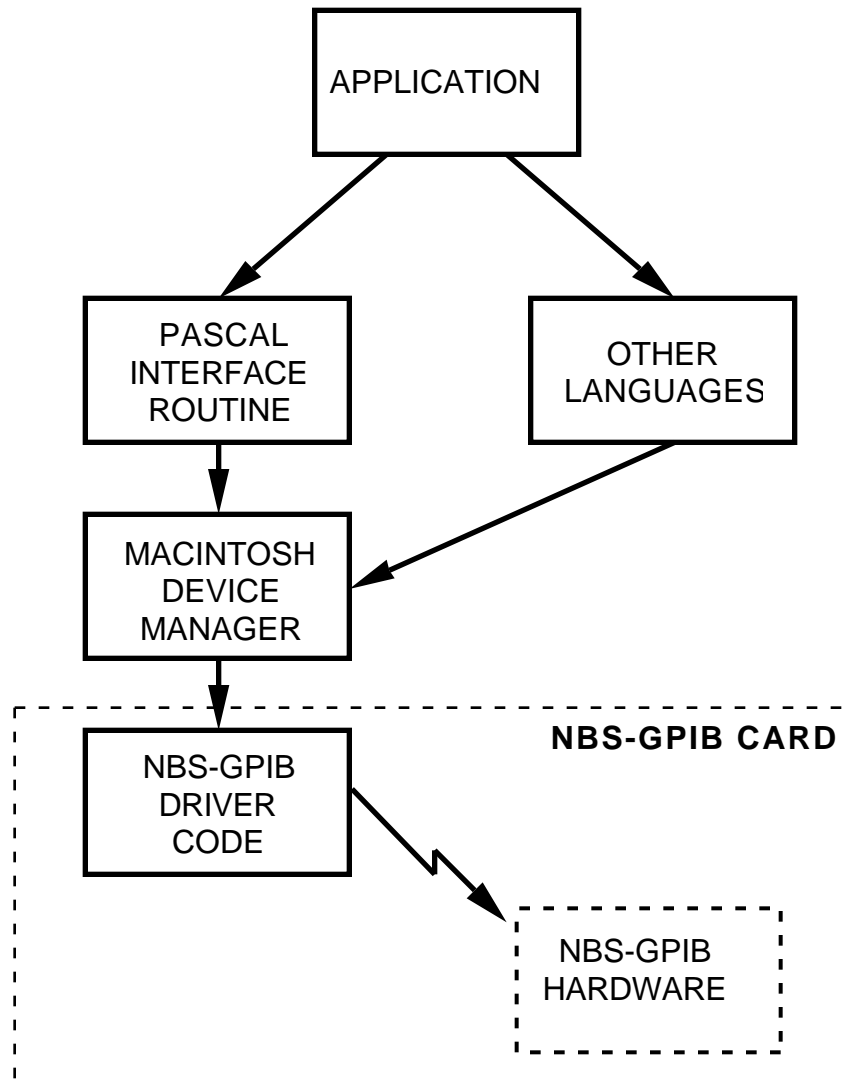 APPLICATION
PASCAL
INTERFACE
ROUTINE
OTHER
LANGUAGES
MACINTOSH
DEVICE
MANAGER
NBS-GPIB CARD
NBS-GPIB
DRIVER
CODE
NBS-GPIB
HARDWARE